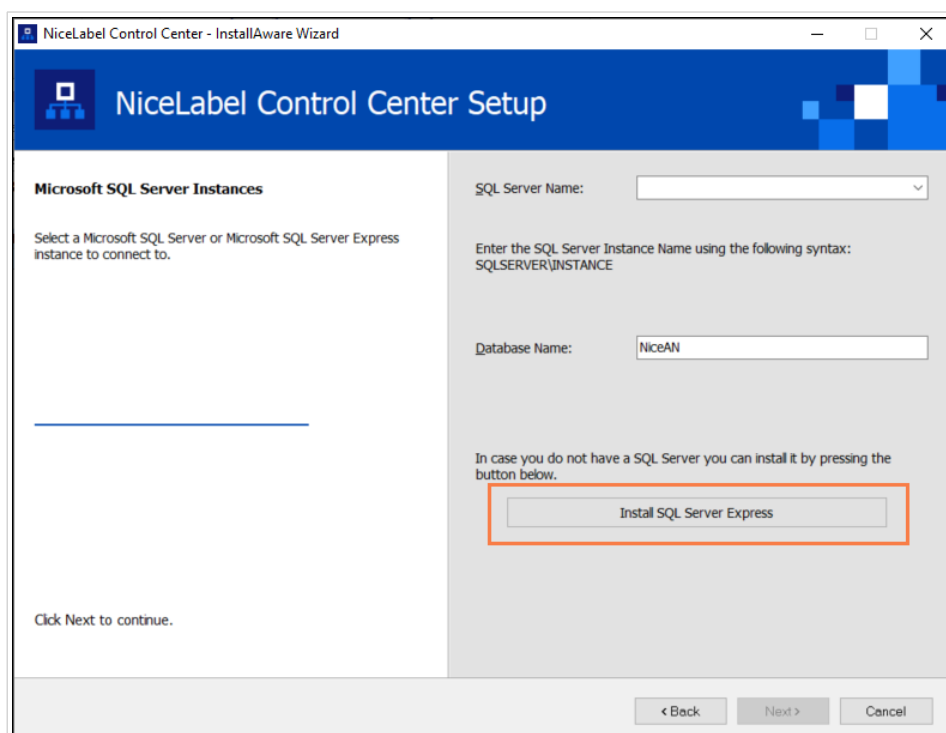 NiceLabel Control Center - InstallAware Wizard
NiceLabel Control Center Setup
Microsoft SQL Server Instances
Select a Microsoft SQL Server or Microsoft SQL Server Express
instance to connect to.
Click Next to continue.
SQL Server Name:
Enter the SQL Server Instance Name using the following syntax:
SQLSERVER\INSTANCE
Database Name:
NiceAN
In case you do not have a SQL Server you can install it by pressing the
button below.
Install SQL Server Express
< Back
Next >
Cancel